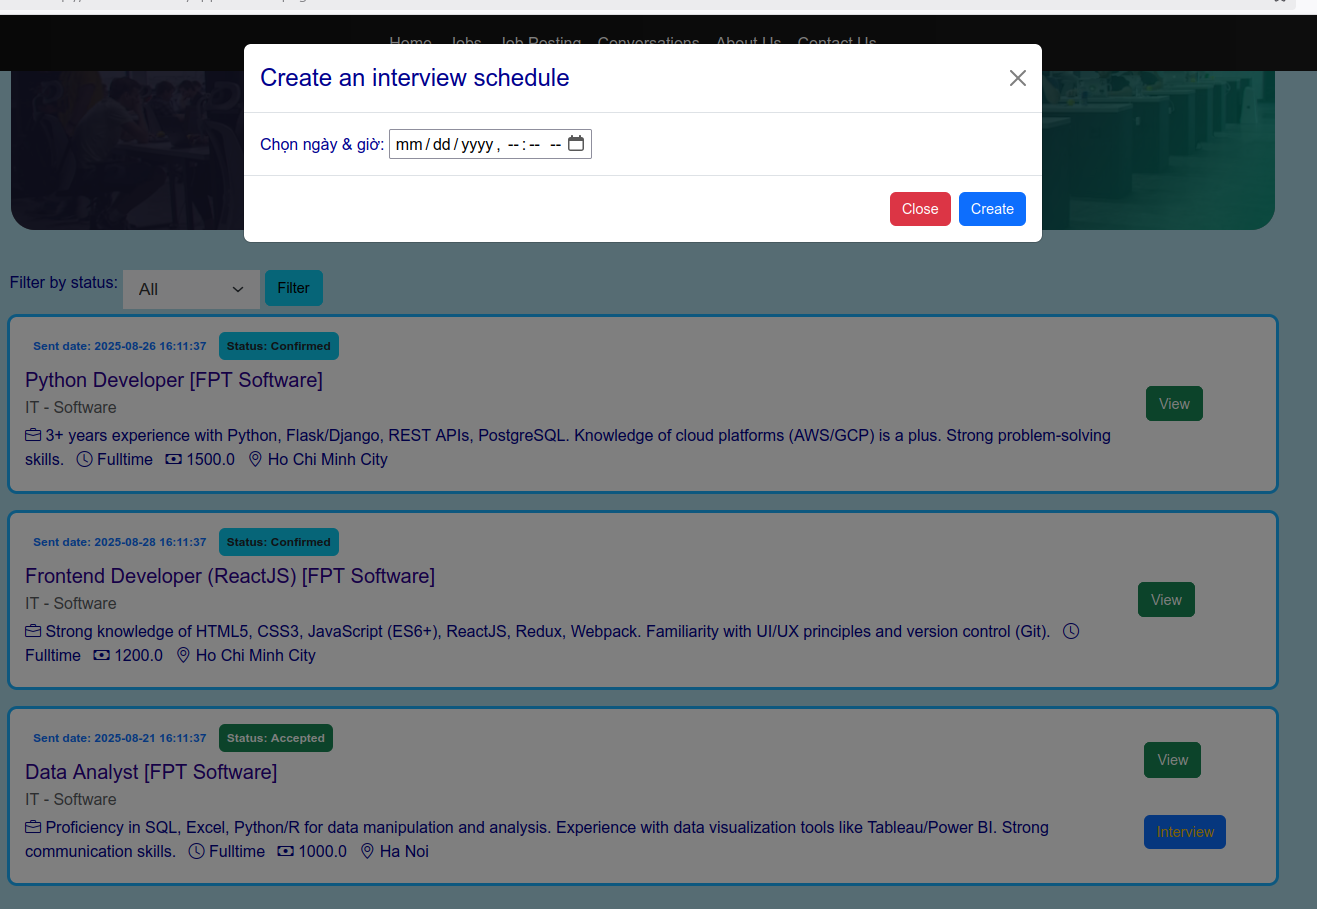 Home Jobs Job Posting Conversations About Us Contact Us
Create an interview schedule
Chọn ngày & giờ: mm/dd/yyyy, --:-- --
Close Create
Filter by status: All Filter
Sent date: 2025-08-26 16:11:37 Status: Confirmed
Python Developer [FPT Software]
IT - Software
View
3+ years experience with Python, Flask/Django, REST APIs, PostgreSQL. Knowledge of cloud platforms (AWS/GCP) is a plus. Strong problem-solving
skills. Fulltime 1500.0 Ho Chi Minh City
Sent date: 2025-08-28 16:11:37 Status: Confirmed
Frontend Developer (ReactJS) [FPT Software]
IT - Software
View
Strong knowledge of HTML5, CSS3, JavaScript (ES6+), ReactJS, Redux, Webpack. Familiarity with UI/UX principles and version control (Git).
Fulltime 1200.0 Ho Chi Minh City
Sent date: 2025-08-21 16:11:37 Status: Accepted
Data Analyst [FPT Software]
View
IT - Software
Proficiency in SQL, Excel, Python/R for data manipulation and analysis. Experience with data visualization tools like Tableau/Power BI. Strong
Interview
communication skills. Fulltime 1000.0 Ha Noi